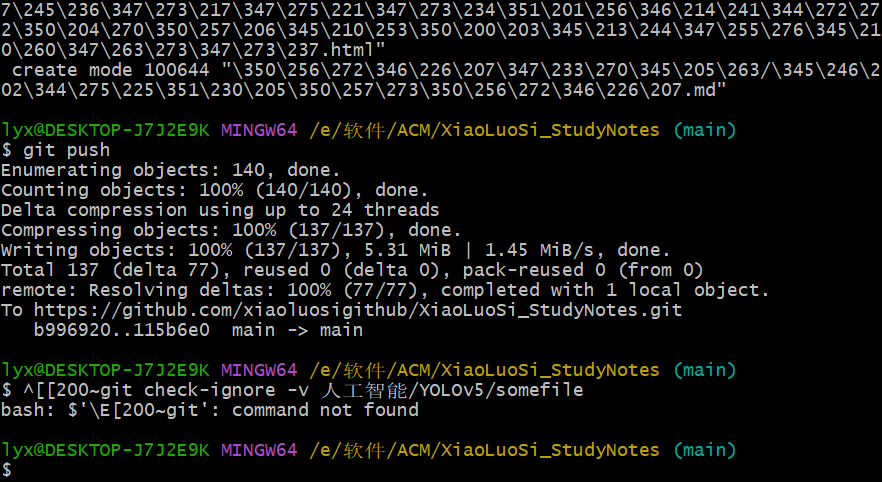 7\245\236\347\273\217\347\275\221\347\273\234\351\201\256\346\214\241\344\272\27
2\350\204\270\350\257\206\345\210\253\350\200\203\345\213\244\347\255\276\345\21
0\260\347\263\273\347\273\237.html"
 create mode 100644 "\350\256\272\346\226\207\347\233\270\345\205\263/\345\246\2
02\344\275\225\351\230\205\350\257\273\350\256\272\346\226\207.md"

lyx@DESKTOP-J7J2E9K MINGW64 /e/软件/ACM/XiaoLuoSi_StudyNotes (main)
$ git push
Enumerating objects: 140, done.
Counting objects: 100% (140/140), done.
Delta compression using up to 24 threads
Compressing objects: 100% (137/137), done.
Writing objects: 100% (137/137), 5.31 MiB | 1.45 MiB/s, done.
Total 137 (delta 77), reused 0 (delta 0), pack-reused 0 (from 0)
remote: Resolving deltas: 100% (77/77), completed with 1 local object.
To https://github.com/xiaoluosigithub/XiaoLuoSi_StudyNotes.git
   b996920..115b6e0  main -> main

lyx@DESKTOP-J7J2E9K MINGW64 /e/软件/ACM/XiaoLuoSi_StudyNotes (main)
$ ^[[200~git check-ignore -v 人工智能/YOLOv5/somefile
bash: $'\E[200~git': command not found

lyx@DESKTOP-J7J2E9K MINGW64 /e/软件/ACM/XiaoLuoSi_StudyNotes (main)
$